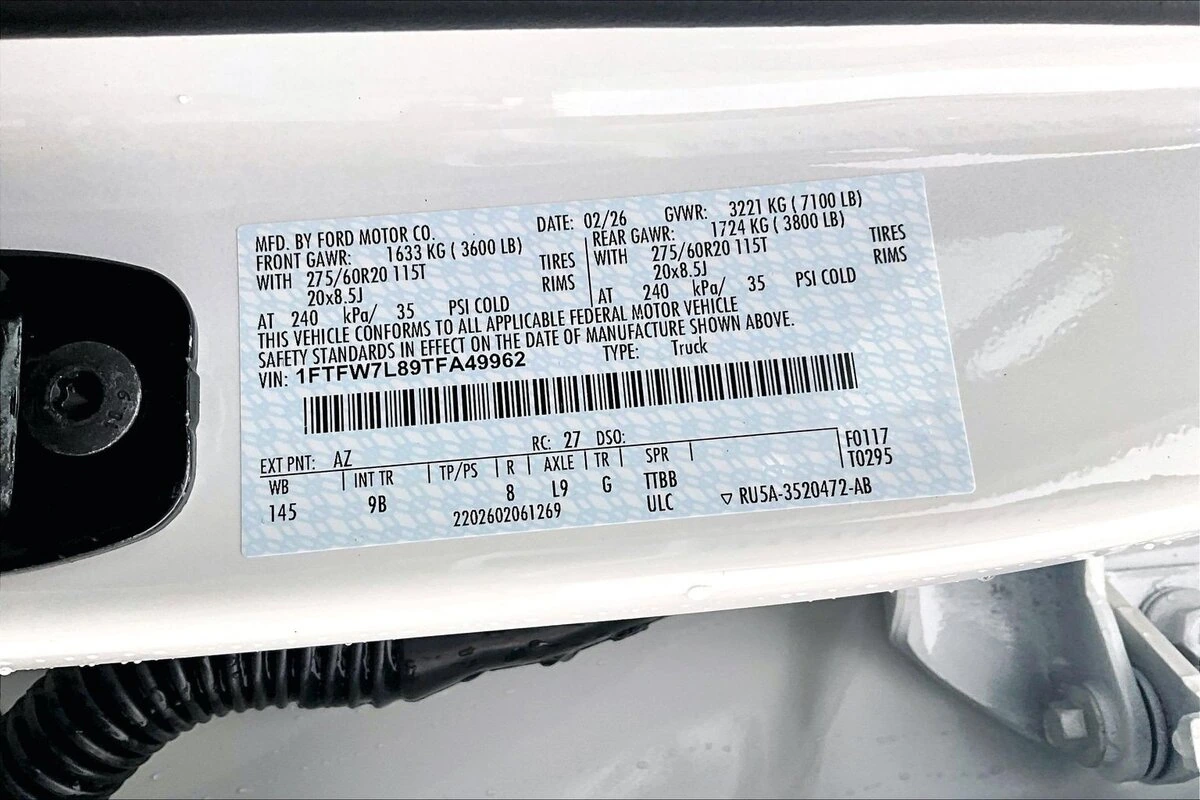 MFD. BY FORD MOTOR CO. DATE: 02/26 GVWR: 3221 KG ( 7100 LB)
FRONT GAWR: 1633 KG ( 3600 LB) REAR GAWR: 1724 KG ( 3800 LB)
WITH 275/60R20 115T TIRES WITH 275/60R20 115T TIRES
20x8.5J RIMS 20x8.5J RIMS
AT 240 kPa/ 35 PSI COLD AT 240 kPa/ 35 PSI COLD
THIS VEHICLE CONFORMS TO ALL APPLICABLE FEDERAL MOTOR VEHICLE
SAFETY STANDARDS IN EFFECT ON THE DATE OF MANUFACTURE SHOWN ABOVE.
VIN: 1FTFW7L89TFA49962 TYPE: Truck
EXT PNT: AZ RC: 27 DSO: F0117
WB INT TR TP/PS R AXLE TR SPR T0295
145 9B 8 L9 G TTBB
2202602061269 ULC ▽ RU5A-3520472-AB